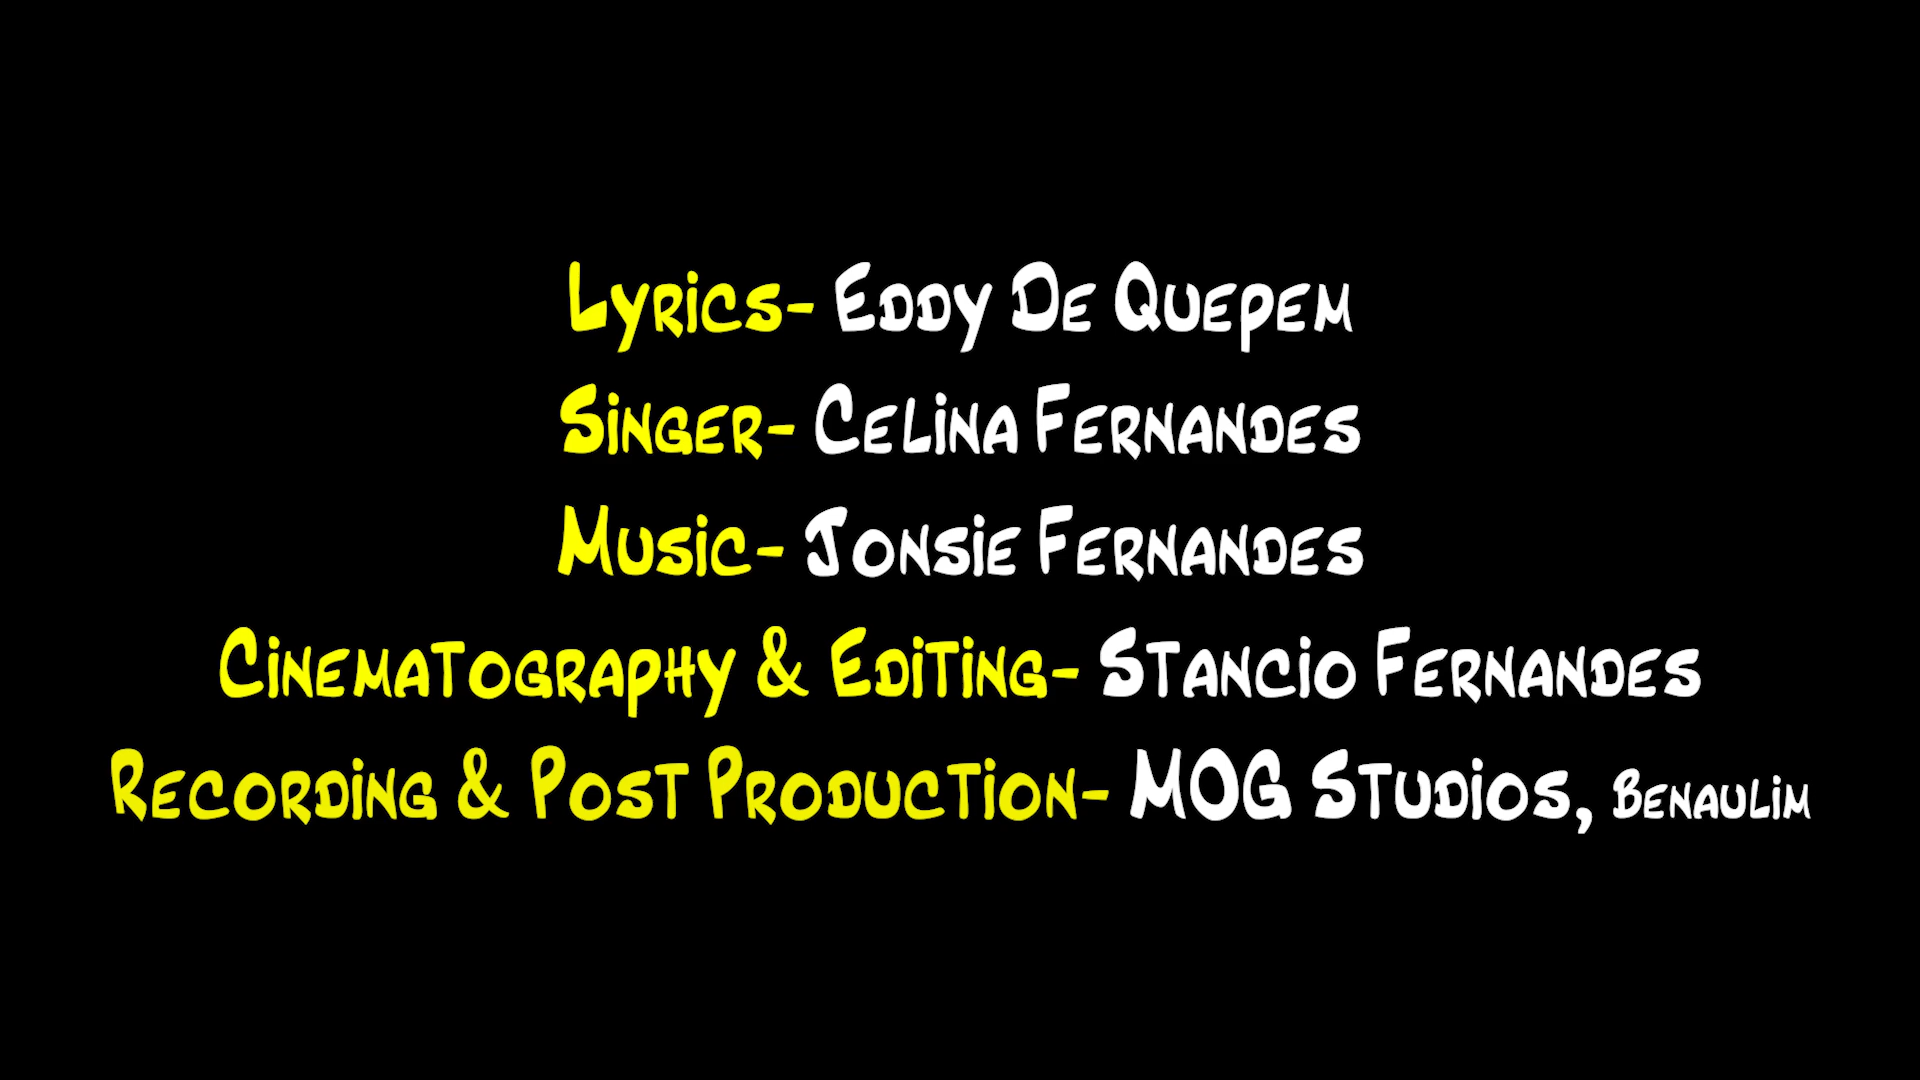 Lyrics- Eddy De Quepem
Singer- Celina Fernandes
Music- Jonsie Fernandes
Cinematography & Editing- Stancio Fernandes
Recording & Post Production- MOG Studios, Benaulim